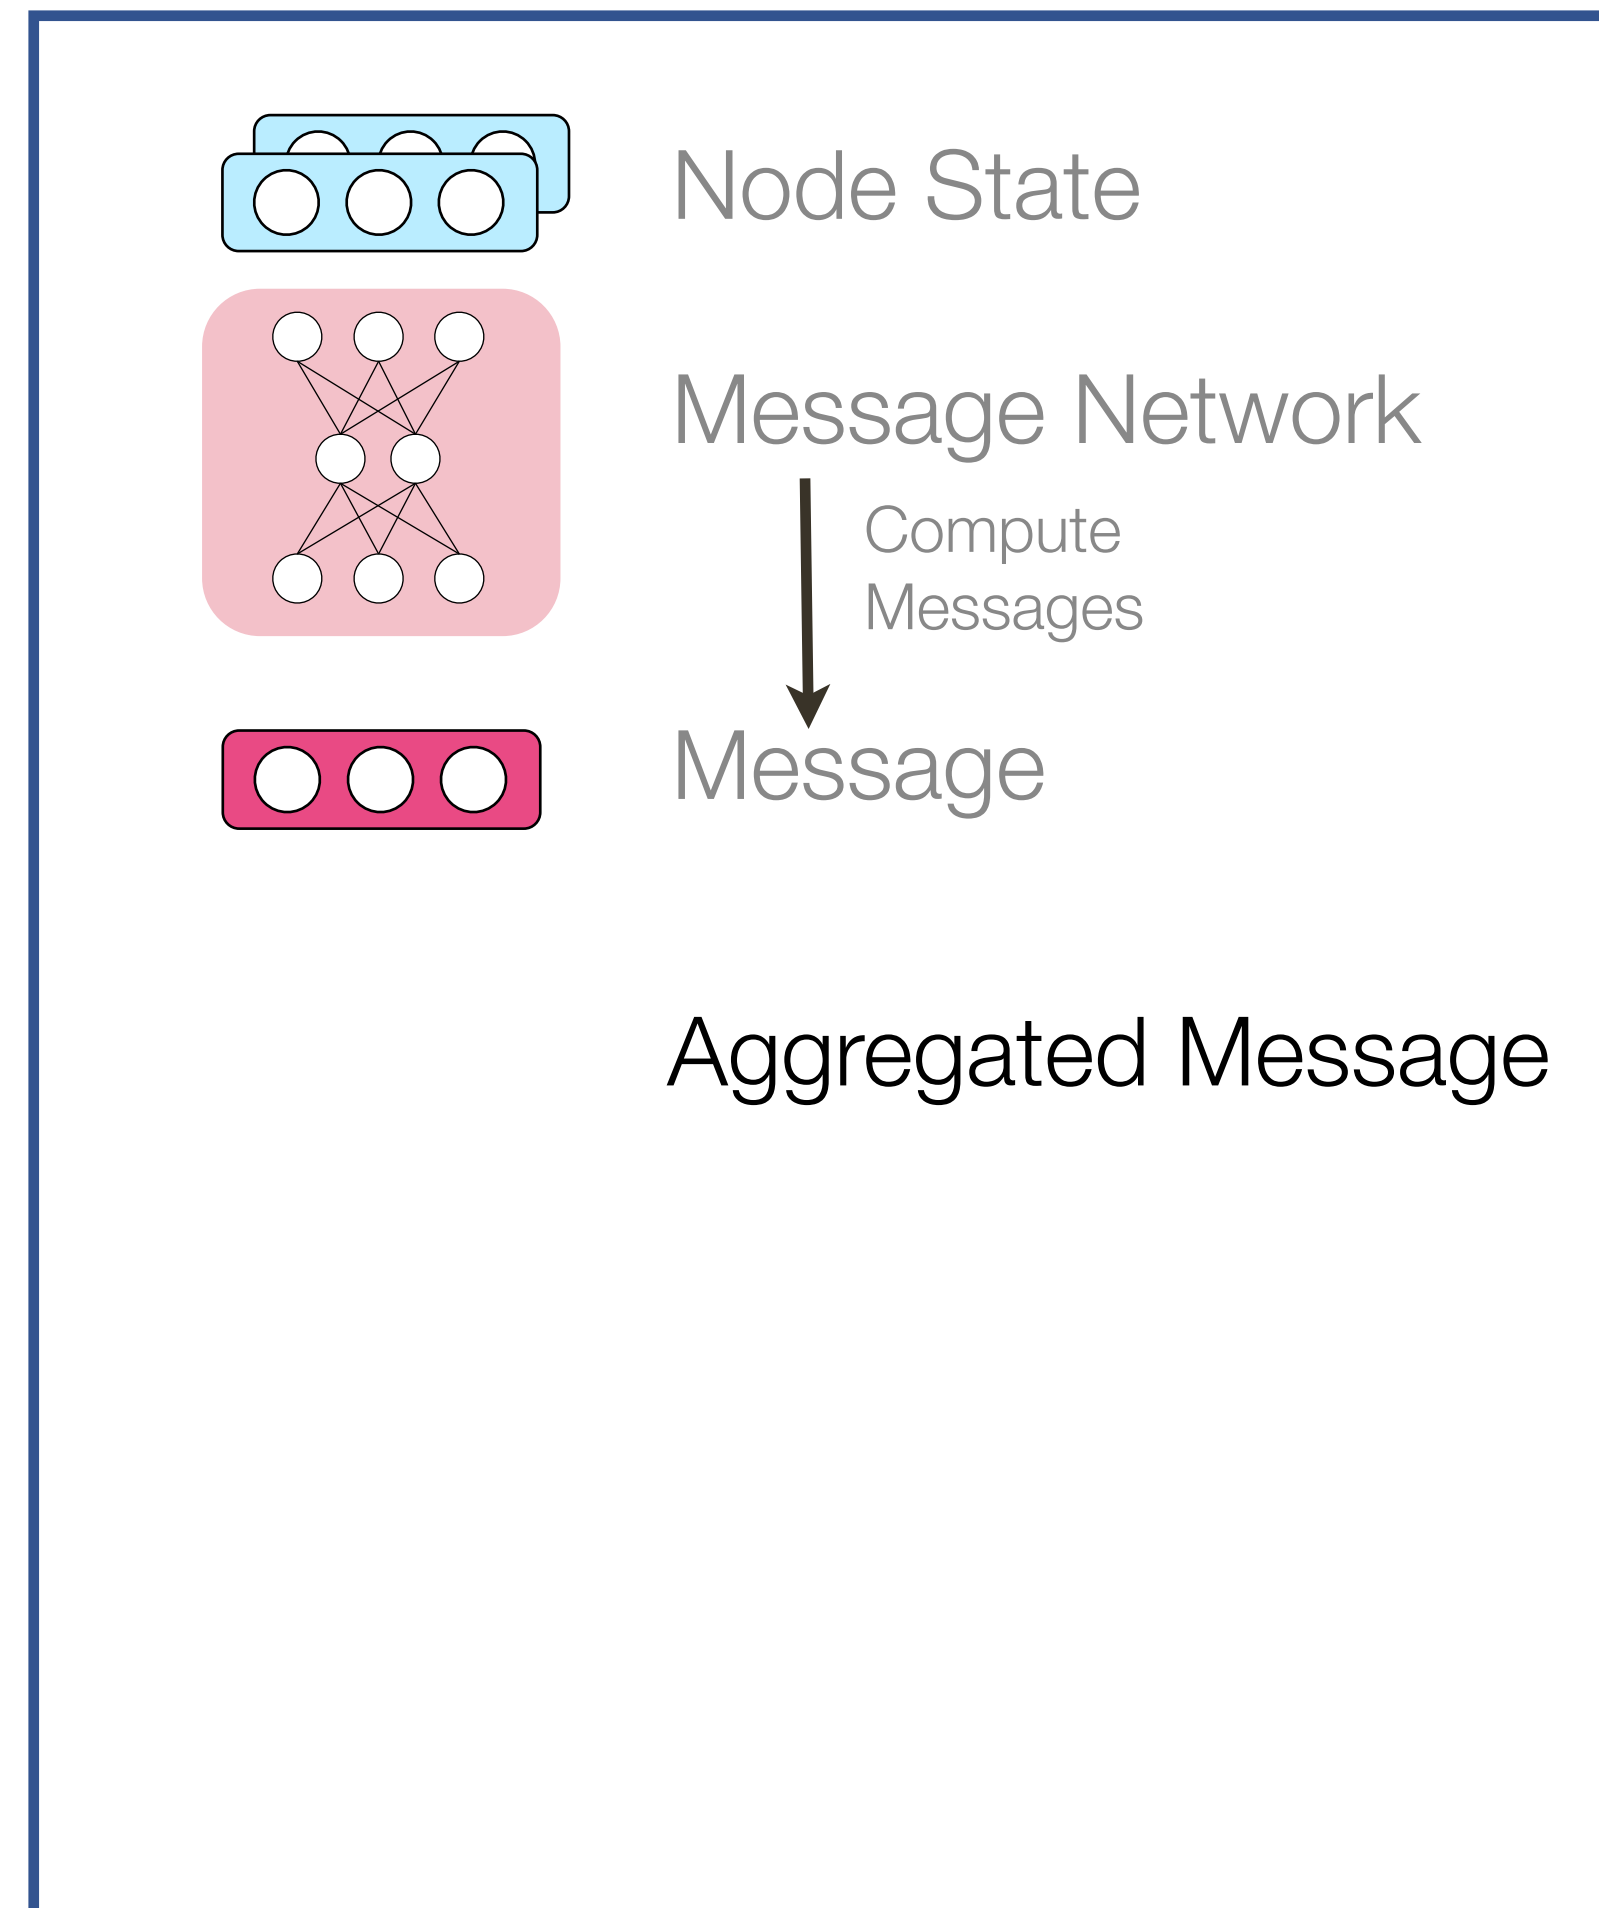 Node State
Message Network
Compute
Messages
Message
Aggregated Message